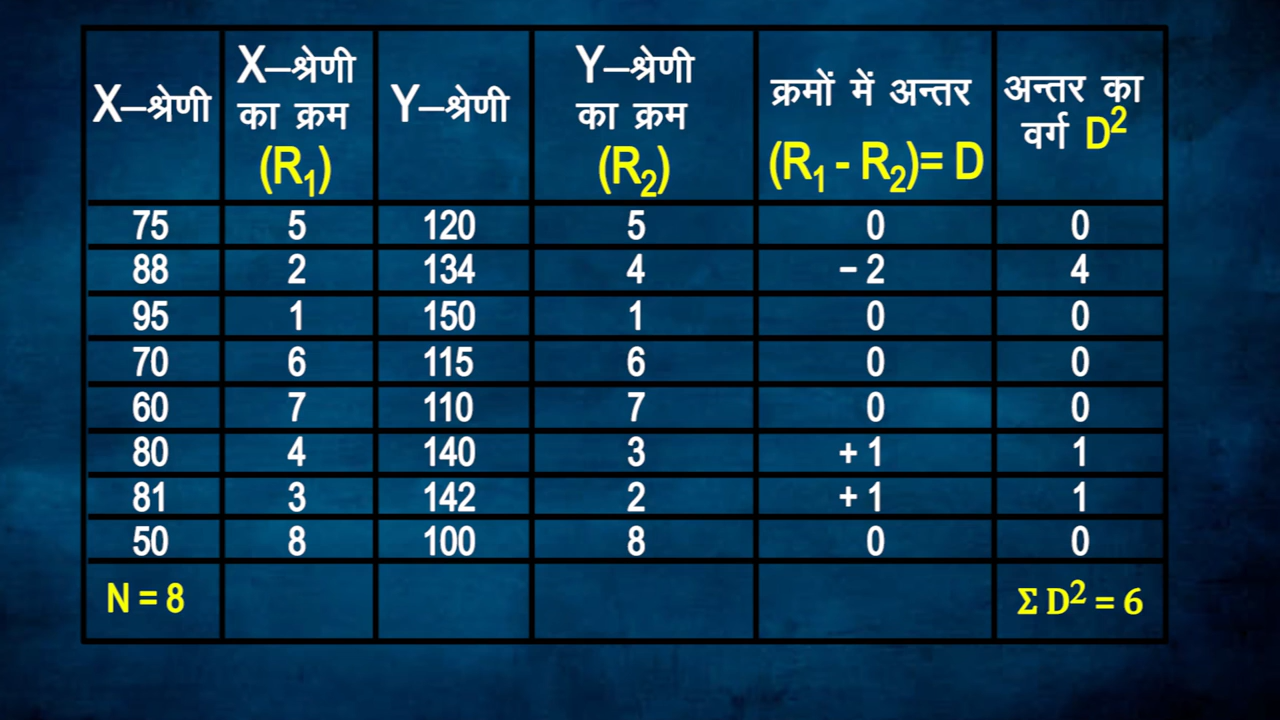 X–श्रेणी X–श्रेणी का क्रम (R₁) Y–श्रेणी Y–श्रेणी का क्रम (R₂) क्रमों में अन्तर (R₁ - R₂)= D अन्तर का वर्ग D²
75 5 120 5 0 0
88 2 134 4 – 2 4
95 1 150 1 0 0
70 6 115 6 0 0
60 7 110 7 0 0
80 4 140 3 + 1 1
81 3 142 2 + 1 1
50 8 100 8 0 0
N = 8 Σ D² = 6